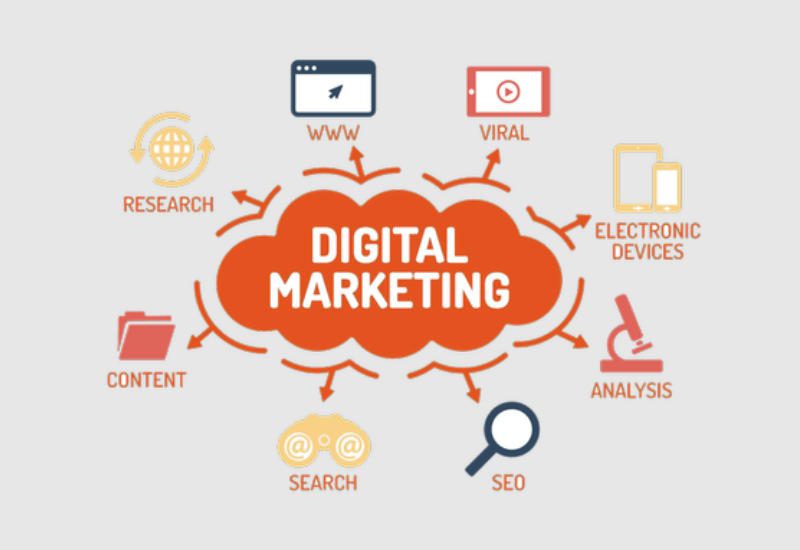 WWW
VIRAL
RESEARCH
ELECTRONIC
DEVICES
DIGITAL
MARKETING
CONTENT
ANALYSIS
@ @
SEARCH
SEO